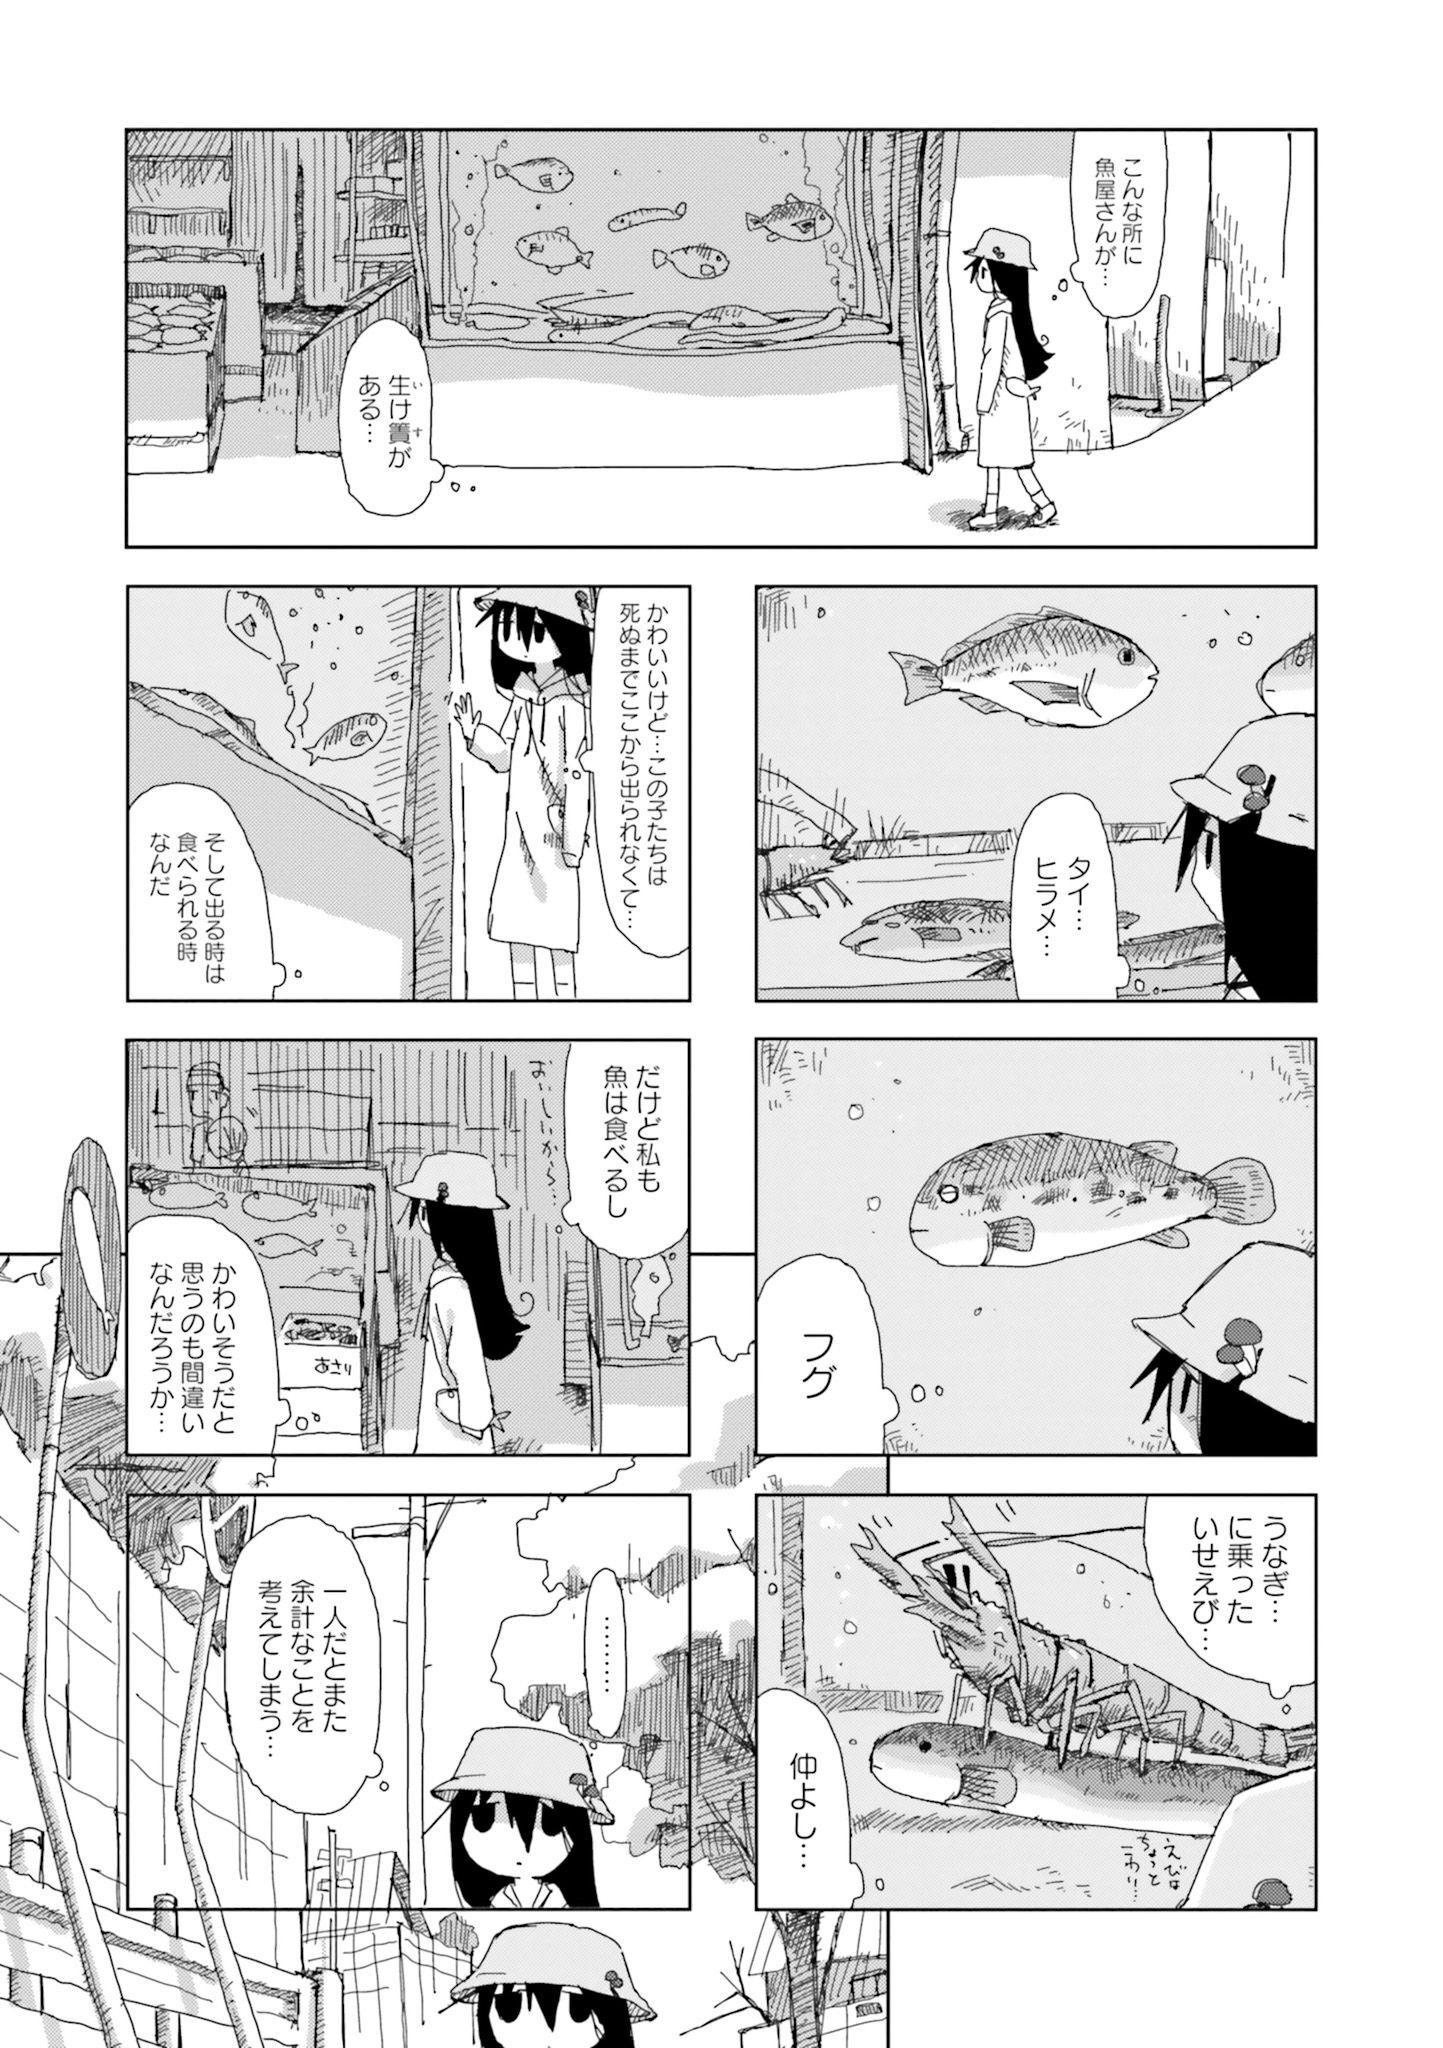 こんな所に
魚屋さんが…
生け簀が
いす
ある…
タイ…
ヒラメ…
フグ
うなぎ…
に乗った
いせえび…
仲よし…
えびは
ちょっと
こわい…
かわいいけど…この子たちは
死ぬまでここから出られなくて…
そして出る時は
食べられる時
なんだ
だけど私も
魚は食べるし
おいしいから…
あさり
かわいそうだと
思うのも間違い
なんだろうか…
………
一人だとまた
余計なことを
考えてしまう…